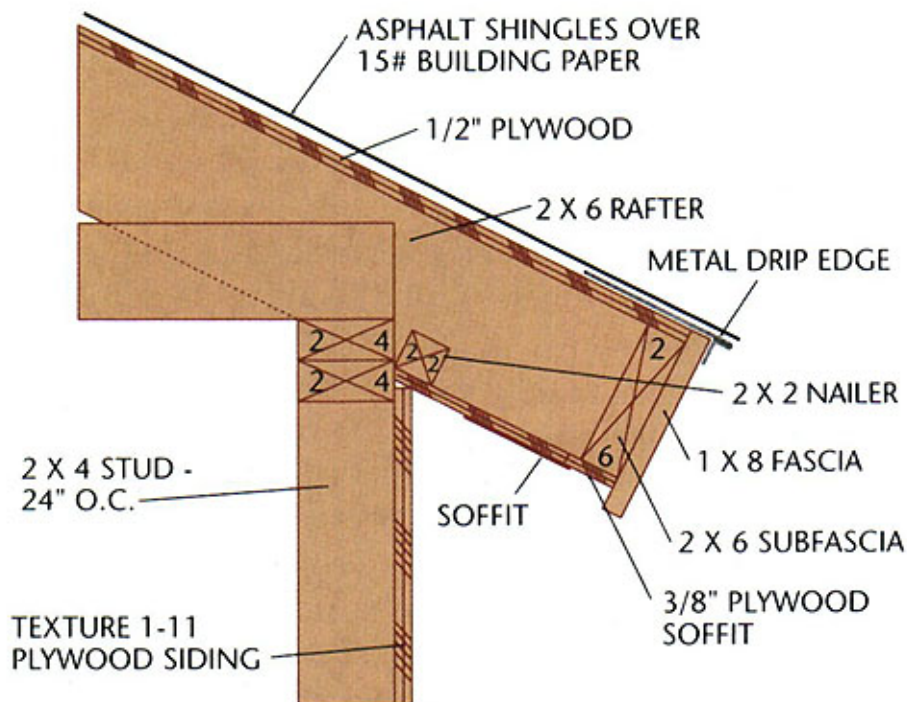 ASPHALT SHINGLES OVER
15# BUILDING PAPER
1/2" PLYWOOD
2 X 6 RAFTER
METAL DRIP EDGE
2 4
2 4
2 2
2
6
2 X 2 NAILER
1 X 8 FASCIA
2 X 4 STUD -
24" O.C.
SOFFIT
2 X 6 SUBFASCIA
3/8" PLYWOOD
SOFFIT
TEXTURE 1-11
PLYWOOD SIDING